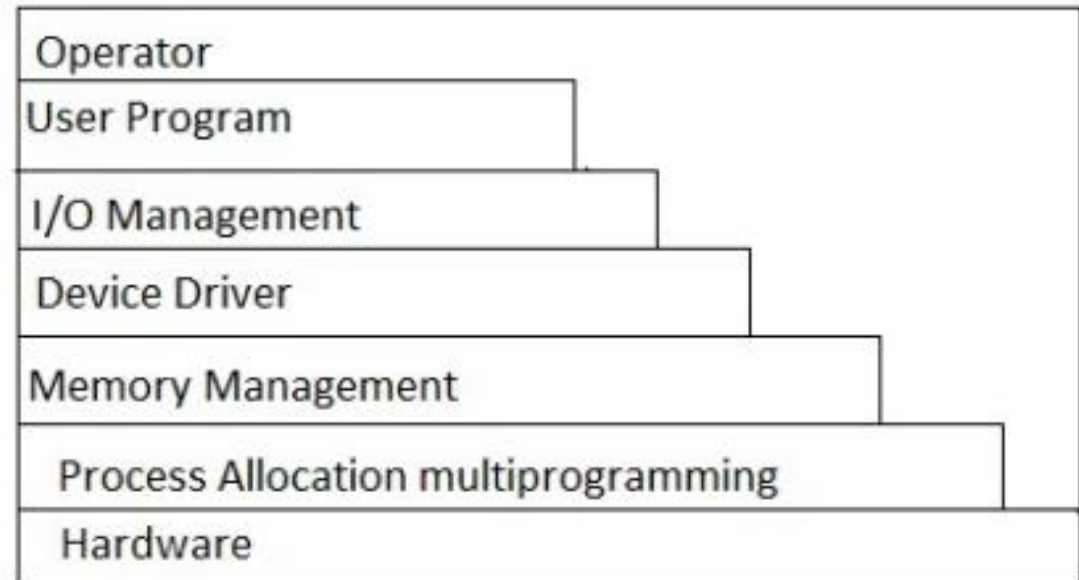 Operator
User Program
I/O Management
Device Driver
Memory Management
Process Allocation multiprogramming
Hardware